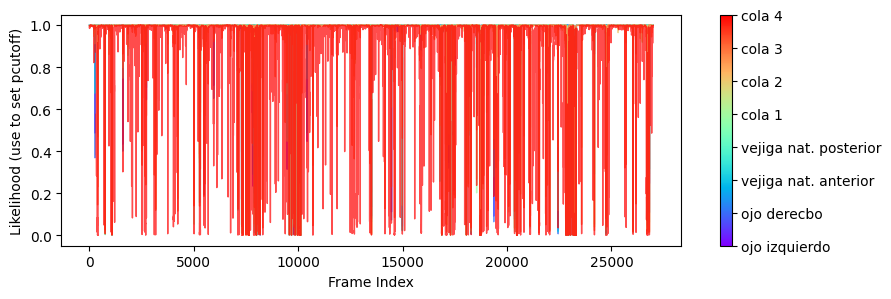 Likelihood (use to set pcutoff)
1.0
0.8
0.6
0.4
0.2
0.0
0
5000
10000
15000
20000
25000
Frame Index
cola 4
cola 3
cola 2
cola 1
vejiga nat. posterior
vejiga nat. anterior
ojo derecbo
ojo izquierdo